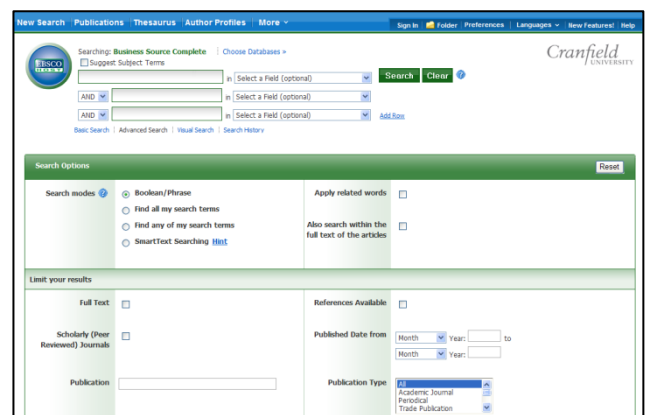 New Search Publications Thesaurus Author Profiles More Sign In Folder Preferences Languages New Features! Help
Searching: Business Source Complete Choose Databases »
Suggest Subject Terms
in Select a Field (optional) Search Clear
AND in Select a Field (optional)
AND in Select a Field (optional) Add Row
Basic Search Advanced Search Visual Search Search History
EBSCO
HOST
Cranfield
UNIVERSITY
Search Options Reset
Search modes Boolean/Phrase
Find all my search terms
Find any of my search terms
SmartText Searching Hint
Apply related words
Also search within the
full text of the articles
Limit your results
Full Text References Available
Scholarly (Peer
Reviewed) Journals
Published Date from Month Year: to
Month Year:
Publication Publication Type All
Academic Journal
Periodical
Trade Publication